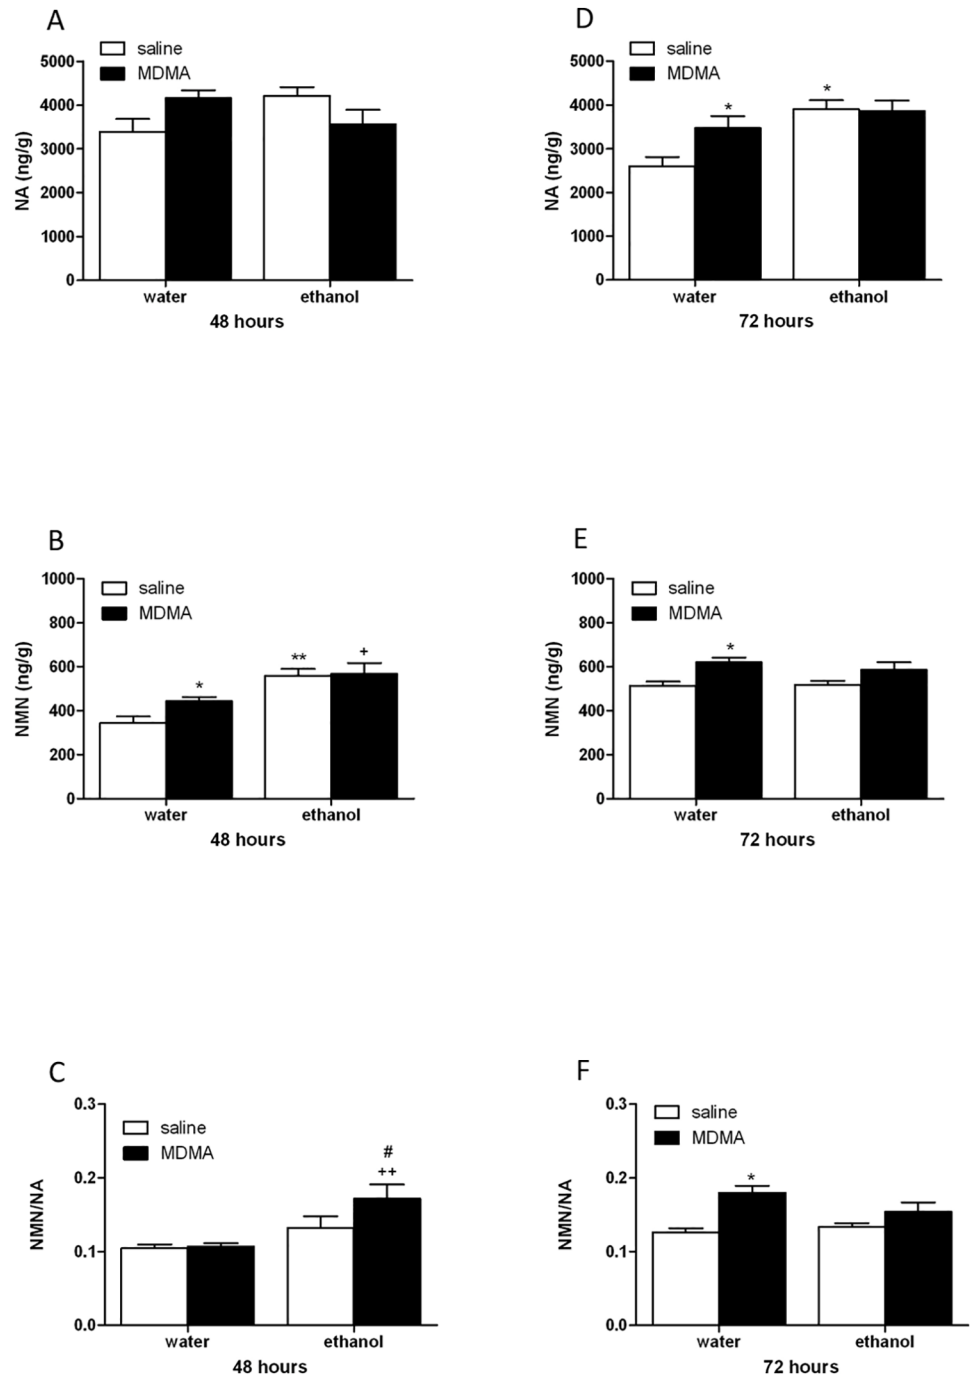 A
saline
MDMA
NA (ng/g)
5000
4000
3000
2000
1000
0
water
ethanol
48 hours
D
saline
MDMA
NA (ng/g)
5000
4000
3000
2000
1000
0
*
*
water
ethanol
72 hours
B
saline
MDMA
NMN (ng/g)
1000
800
600
400
200
0
*
**
+
water
ethanol
48 hours
E
saline
MDMA
NMN (ng/g)
1000
800
600
400
200
0
*
water
ethanol
72 hours
C
saline
MDMA
NMN/NA
0.3
0.2
0.1
0.0
#
++
water
ethanol
48 hours
F
saline
MDMA
NMN/NA
0.3
0.2
0.1
0.0
*
water
ethanol
72 hours